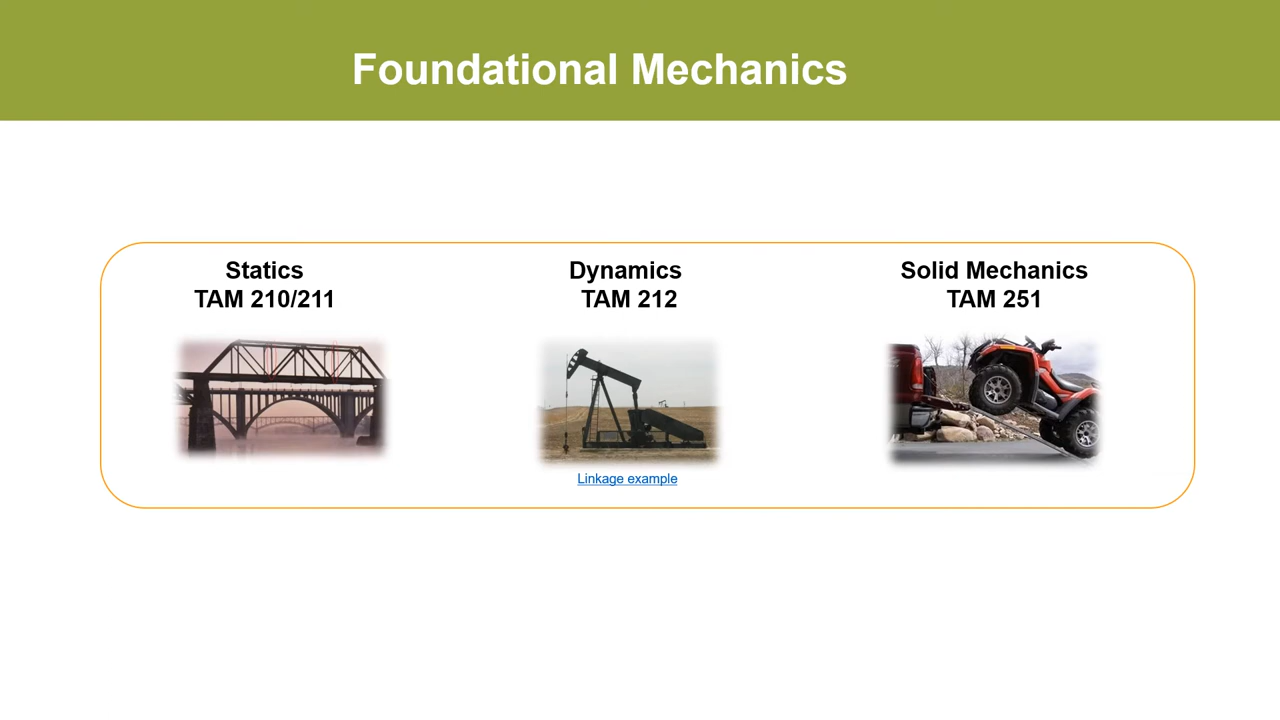 Foundational Mechanics
Statics
TAM 210/211
Dynamics
TAM 212
Solid Mechanics
TAM 251
Linkage example